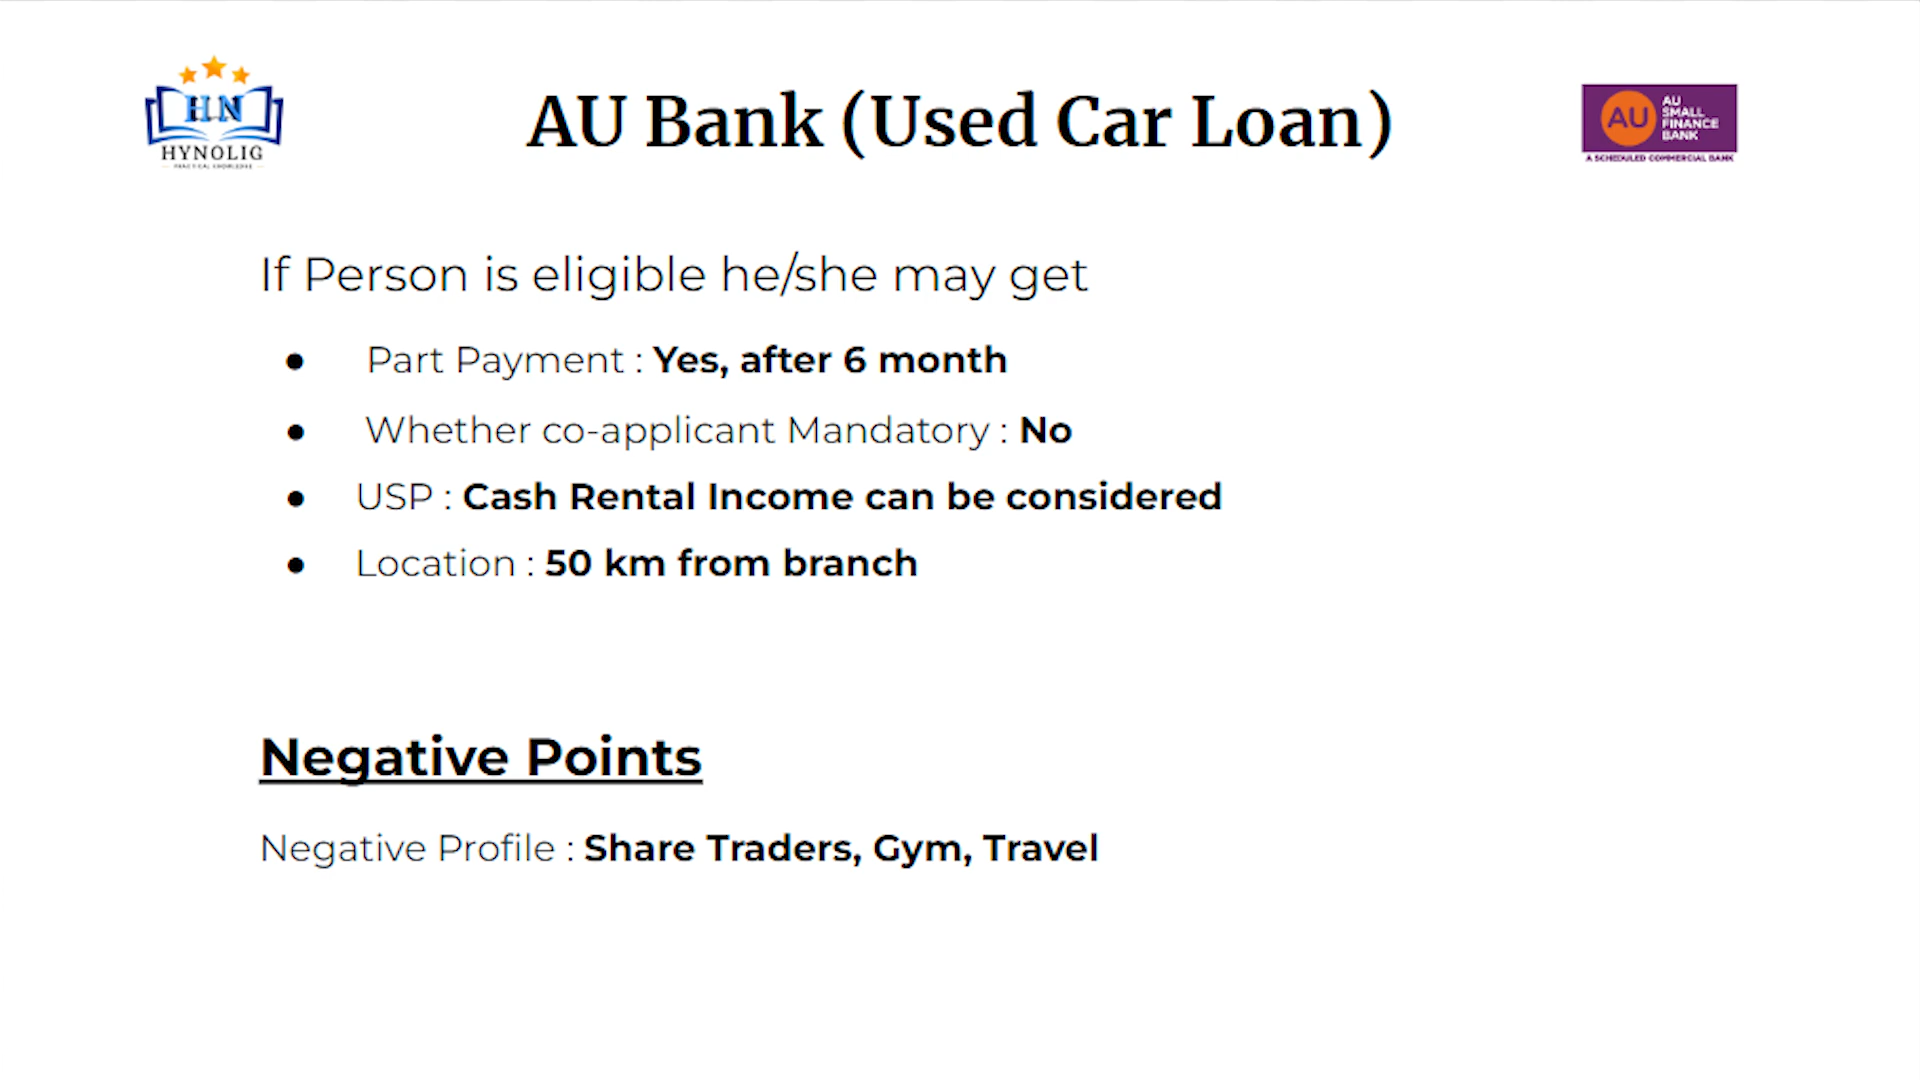 HN
HYNOLIG
PRACTICAL KNOWLEDGE
AU Bank (Used Car Loan)
AU
AU
SMALL
FINANCE
BANK
A SCHEDULED COMMERCIAL BANK
If Person is eligible he/she may get
● Part Payment : Yes, after 6 month
● Whether co-applicant Mandatory : No
● USP : Cash Rental Income can be considered
● Location : 50 km from branch
Negative Points
Negative Profile : Share Traders, Gym, Travel